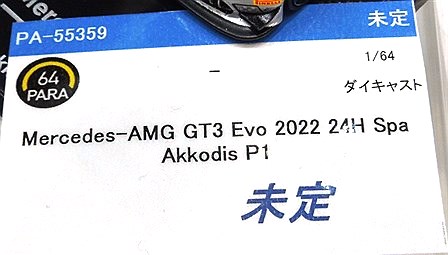 PA-55359 未定
64
PARA
–
1/64
ダイキャスト
Mercedes-AMG GT3 Evo 2022 24H Spa
Akkodis P1
未定